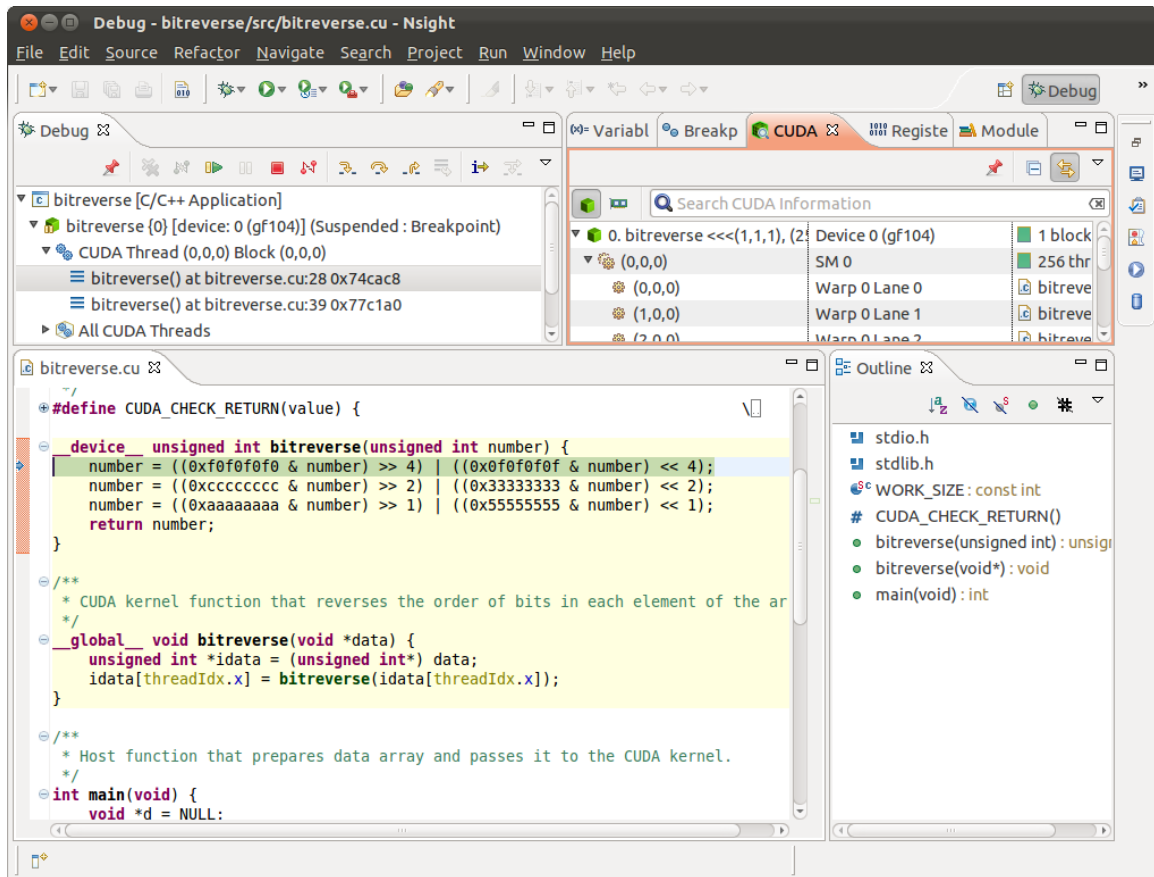 Debug - bitreverse/src/bitreverse.cu - Nsight
File Edit Source Refactor Navigate Search Project Run Window Help
Debug
Debug
bitreverse [C/C++ Application]
bitreverse {0} [device: 0 (gf104)] (Suspended : Breakpoint)
CUDA Thread (0,0,0) Block (0,0,0)
bitreverse() at bitreverse.cu:28 0x74cac8
bitreverse() at bitreverse.cu:39 0x77c1a0
All CUDA Threads
(x)= Variabl Breakp CUDA Registe Module
Search CUDA Information
0. bitreverse <<<(1,1,1), (2 Device 0 (gf104) 1 block
(0,0,0) SM 0 256 thr
(0,0,0) Warp 0 Lane 0 bitreve
(1,0,0) Warp 0 Lane 1 bitreve
(2,0,0) Warp 0 Lane 2 bitreve
bitreverse.cu
*/
#define CUDA_CHECK_RETURN(value) { \
__device__ unsigned int bitreverse(unsigned int number) {
number = ((0xf0f0f0f0 & number) >> 4) | ((0x0f0f0f0f & number) << 4);
number = ((0xcccccccc & number) >> 2) | ((0x33333333 & number) << 2);
number = ((0xaaaaaaaa & number) >> 1) | ((0x55555555 & number) << 1);
return number;
}
/**
* CUDA kernel function that reverses the order of bits in each element of the ar
*/
__global__ void bitreverse(void *data) {
unsigned int *idata = (unsigned int*) data;
idata[threadIdx.x] = bitreverse(idata[threadIdx.x]);
}
/**
* Host function that prepares data array and passes it to the CUDA kernel.
*/
int main(void) {
void *d = NULL;
Outline
stdio.h
stdlib.h
WORK_SIZE : const int
# CUDA_CHECK_RETURN()
bitreverse(unsigned int) : unsig
bitreverse(void*) : void
main(void) : int